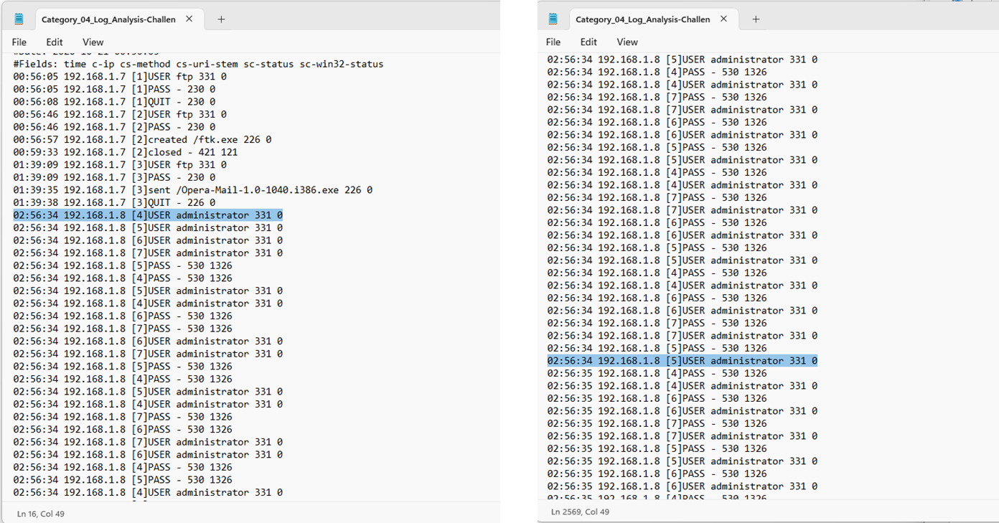 Category_04_Log_Analysis-Challen
File Edit View
#Fields: time c-ip cs-method cs-uri-stem sc-status sc-win32-status
00:56:05 192.168.1.7 [1]USER ftp 331 0
00:56:05 192.168.1.7 [1]PASS - 230 0
00:56:08 192.168.1.7 [1]QUIT - 230 0
00:56:46 192.168.1.7 [2]USER ftp 331 0
00:56:46 192.168.1.7 [2]PASS - 230 0
00:56:57 192.168.1.7 [2]created /ftk.exe 226 0
00:59:33 192.168.1.7 [2]closed - 421 121
01:39:09 192.168.1.7 [3]USER ftp 331 0
01:39:09 192.168.1.7 [3]PASS - 230 0
01:39:35 192.168.1.7 [3]sent /Opera-Mail-1.0-1040.i386.exe 226 0
01:39:38 192.168.1.7 [3]QUIT - 226 0
02:56:34 192.168.1.8 [4]USER administrator 331 0
02:56:34 192.168.1.8 [5]USER administrator 331 0
02:56:34 192.168.1.8 [6]USER administrator 331 0
02:56:34 192.168.1.8 [7]USER administrator 331 0
02:56:34 192.168.1.8 [5]PASS - 530 1326
02:56:34 192.168.1.8 [4]PASS - 530 1326
02:56:34 192.168.1.8 [5]USER administrator 331 0
02:56:34 192.168.1.8 [4]USER administrator 331 0
02:56:34 192.168.1.8 [6]PASS - 530 1326
02:56:34 192.168.1.8 [7]PASS - 530 1326
02:56:34 192.168.1.8 [6]USER administrator 331 0
02:56:34 192.168.1.8 [7]USER administrator 331 0
02:56:34 192.168.1.8 [5]PASS - 530 1326
02:56:34 192.168.1.8 [4]PASS - 530 1326
02:56:34 192.168.1.8 [5]USER administrator 331 0
02:56:34 192.168.1.8 [4]USER administrator 331 0
02:56:34 192.168.1.8 [7]PASS - 530 1326
02:56:34 192.168.1.8 [6]PASS - 530 1326
02:56:34 192.168.1.8 [7]USER administrator 331 0
02:56:34 192.168.1.8 [6]USER administrator 331 0
02:56:34 192.168.1.8 [4]PASS - 530 1326
02:56:34 192.168.1.8 [5]PASS - 530 1326
02:56:34 192.168.1.8 [4]USER administrator 331 0
Ln 16, Col 49
Category_04_Log_Analysis-Challen
File Edit View
02:56:34 192.168.1.8 [5]USER administrator 331 0
02:56:34 192.168.1.8 [4]PASS - 530 1326
02:56:34 192.168.1.8 [4]USER administrator 331 0
02:56:34 192.168.1.8 [7]PASS - 530 1326
02:56:34 192.168.1.8 [7]USER administrator 331 0
02:56:34 192.168.1.8 [6]PASS - 530 1326
02:56:34 192.168.1.8 [6]USER administrator 331 0
02:56:34 192.168.1.8 [5]PASS - 530 1326
02:56:34 192.168.1.8 [5]USER administrator 331 0
02:56:34 192.168.1.8 [4]PASS - 530 1326
02:56:34 192.168.1.8 [4]USER administrator 331 0
02:56:34 192.168.1.8 [7]PASS - 530 1326
02:56:34 192.168.1.8 [7]USER administrator 331 0
02:56:34 192.168.1.8 [6]PASS - 530 1326
02:56:34 192.168.1.8 [6]USER administrator 331 0
02:56:34 192.168.1.8 [5]PASS - 530 1326
02:56:34 192.168.1.8 [5]USER administrator 331 0
02:56:34 192.168.1.8 [4]PASS - 530 1326
02:56:34 192.168.1.8 [4]USER administrator 331 0
02:56:34 192.168.1.8 [6]PASS - 530 1326
02:56:34 192.168.1.8 [6]USER administrator 331 0
02:56:34 192.168.1.8 [7]PASS - 530 1326
02:56:34 192.168.1.8 [7]USER administrator 331 0
02:56:34 192.168.1.8 [5]PASS - 530 1326
02:56:34 192.168.1.8 [5]USER administrator 331 0
02:56:35 192.168.1.8 [4]PASS - 530 1326
02:56:35 192.168.1.8 [4]USER administrator 331 0
02:56:35 192.168.1.8 [6]PASS - 530 1326
02:56:35 192.168.1.8 [6]USER administrator 331 0
02:56:35 192.168.1.8 [7]PASS - 530 1326
02:56:35 192.168.1.8 [7]USER administrator 331 0
02:56:35 192.168.1.8 [5]PASS - 530 1326
02:56:35 192.168.1.8 [5]USER administrator 331 0
02:56:35 192.168.1.8 [6]PASS - 530 1326
02:56:35 192.168.1.8 [6]USER administrator 331 0
02:56:35 192.168.1.8 [4]PASS - 530 1326
Ln 2569, Col 49